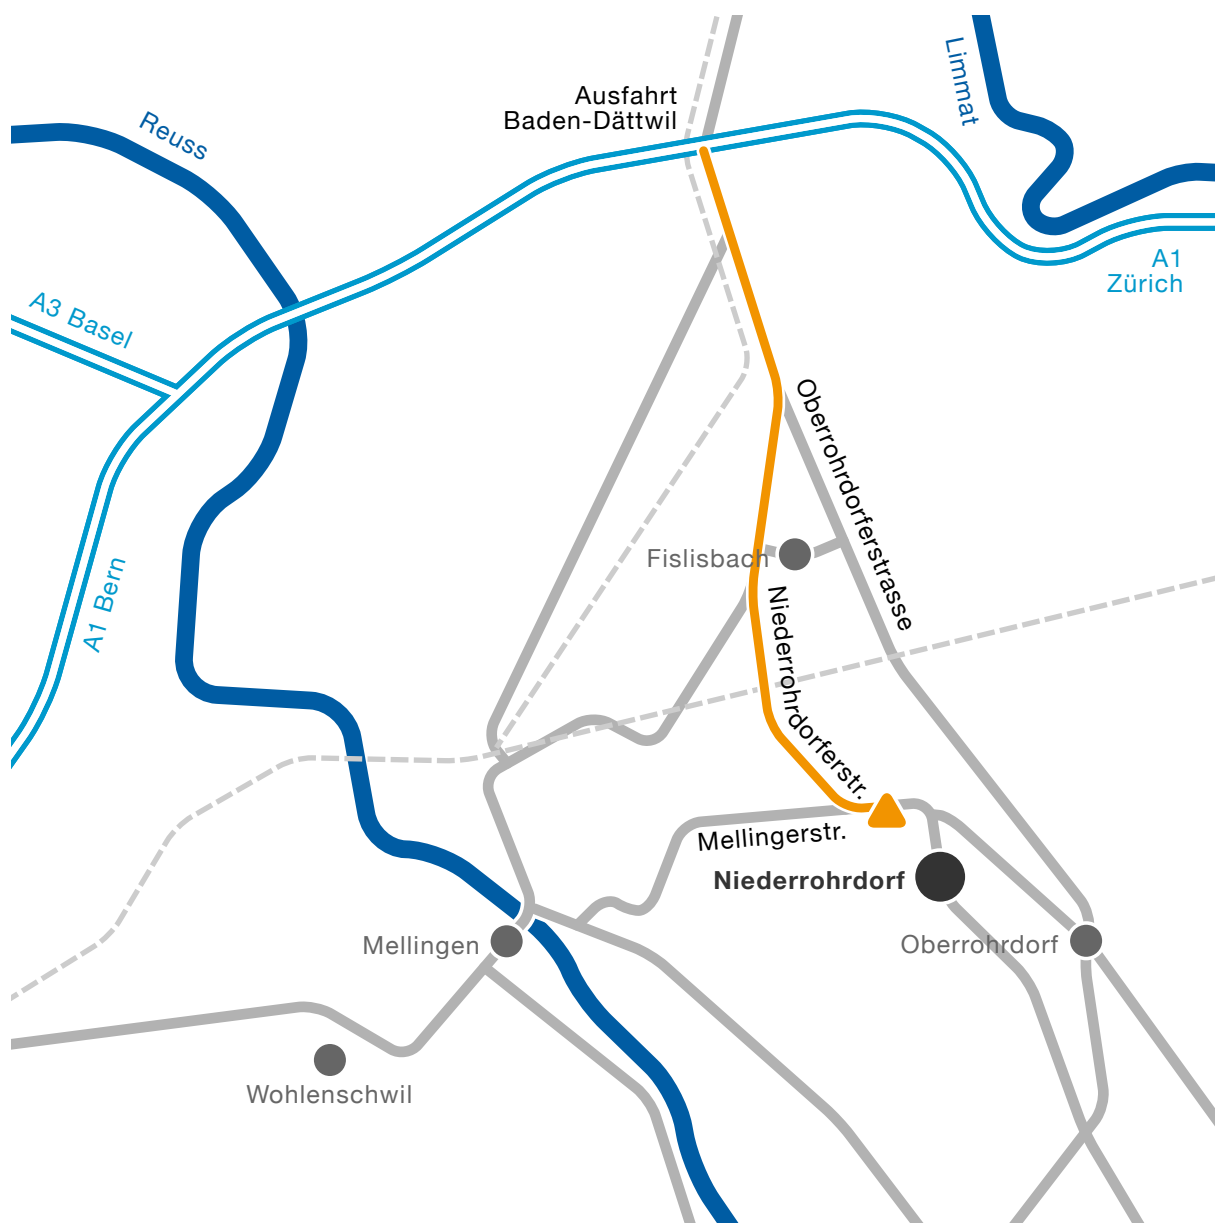 Limmat
Ausfahrt
Baden-Dättwil
Reuss
A1
Zürich
A3 Basel
Oberrohrdorferstrasse
Fislisbach
A1 Bern
Niederrohrdorferstr.
Mellingerstr.
Niederrohrdorf
Mellingen
Oberrohrdorf
Wohlenschwil